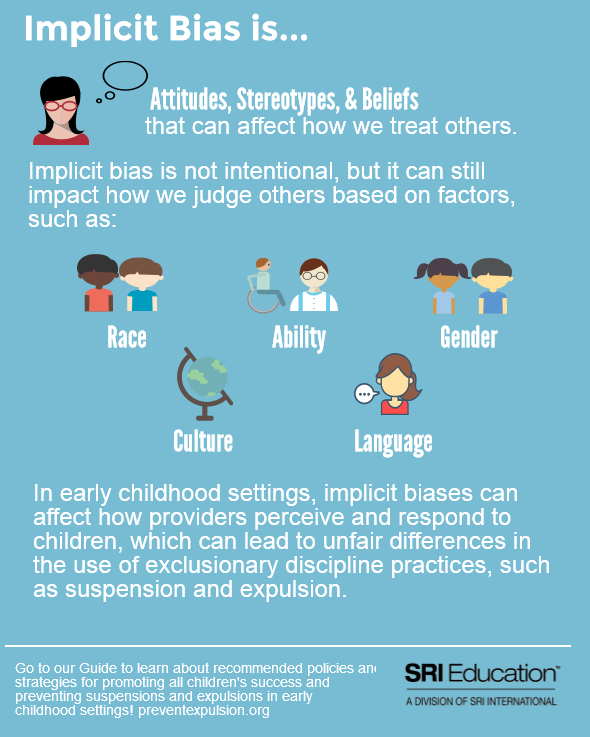 Implicit Bias is...
Attitudes, Stereotypes, & Beliefs
that can affect how we treat others.
Implicit bias is not intentional, but it can still
impact how we judge others based on factors,
such as:
Race
Ability
Gender
Culture
Language
In early childhood settings, implicit biases can
affect how providers perceive and respond to
children, which can lead to unfair differences in
the use of exclusionary discipline practices, such
as suspension and expulsion.
Go to our Guide to learn about recommended policies and
strategies for promoting all children's success and
preventing suspensions and expulsions in early
childhood settings! preventexpulsion.org
SRI Education™
A DIVISION OF SRI INTERNATIONAL